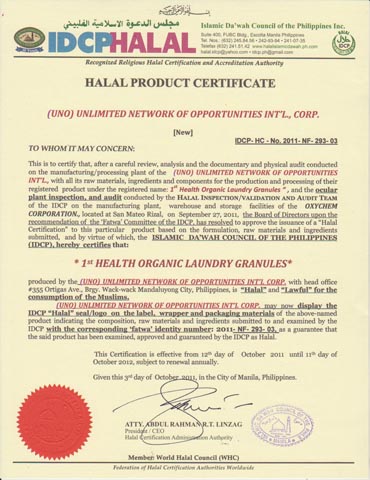 مجلس الدعوة الإسلامية الفلبيني
IDCPHALAL
Islamic Da'wah Council of the Philippines Inc.
Suite 400, FUBC Bldg., Escolta Manila Philippines
Tel. Nos.: (632) 245.84.56 • 242-93-94 • 241-07-35
Telefax (632) 241.51.42 www.halalislamicdawah.ph.com
@yahoo.com / idcp.ph@gmail.com
Recognized Religious Halal Certification and Accreditation Authority
HALAL PRODUCT CERTIFICATE
(UNO) UNLIMITED NETWORK OF OPPORTUNITIES INT'L., CORP.
[New]
IDCP- HC - No. 2011- NF- 293- 03
TO WHOM IT MAY CONCERN:
This is to certify that, after a careful review, analysis and the documentary and physical audit conducted
on the manufacturing/processing plant of the (UNO) UNLIMITED NETWORK OF OPPORTUNITIES
INT'L., with all its raw materials, ingredients and components for the production and processing of their
registered product under the registered name: 1st Health Organic Laundry Granules", and the ocular
plant inspection, and audit conducted by the HALAL INSPECTION/VALIDATION AND AUDIT TEAM
of the IDCP on the manufacturing plant, warehouse and storage facilities of the OXYCHEM
CORPORATION., located at San Mateo Rizal, on September 27, 2011, the Board of Directors upon the
recommendation of the 'Fatwa' Committee of the IDCP, has resolved to approve the issuance of a "Halal
Certification" to this particular product based on the formulation, raw materials and ingredients
submitted, and by virtue of which, the ISLAMIC DA'WAH COUNCIL OF THE PHILIPPINES
(IDCP), hereby certifies that:
* 1st HEALTH ORGANIC LAUNDRY GRANULES*
produced by the (UNO) UNLIMITED NETWORK OF OPPORTUNITIES INT'L CORP. with head office
#355 Ortigas Ave., Brgy. Wack-wack Mandaluyong City, Philippines, is "Halal" and "Lawful" for the
consumption of the Muslims.
(UNO) UNLIMITED NETWORK OF OPPORTUNITIES INT'L. CORP. may now display the
IDCP "Halal" seal/logo on the label, wrapper and packaging materials of the above-named
product indicating the composition, raw materials and ingredients submitted to and examined by the
IDCP with the corresponding 'fatwa' identity number: 2011- NF- 293- 03, as a guarantee that
the said product has been examined, approved and guaranteed by the IDCP as Halal.
This Certification is effective from 12th day of October 2011 until 11th day of
October 2012, subject to renewal annually.
Given this 3rd day of October, 2011, in the City of Manila, Philippines.
ATTY. ABDUL RAHMAN R.T. LINZAG
President / CEO
Halal Certification Administration Authority
Member: World Halal Council (WHC)
Federation of Halal Certification Authorities Worldwide